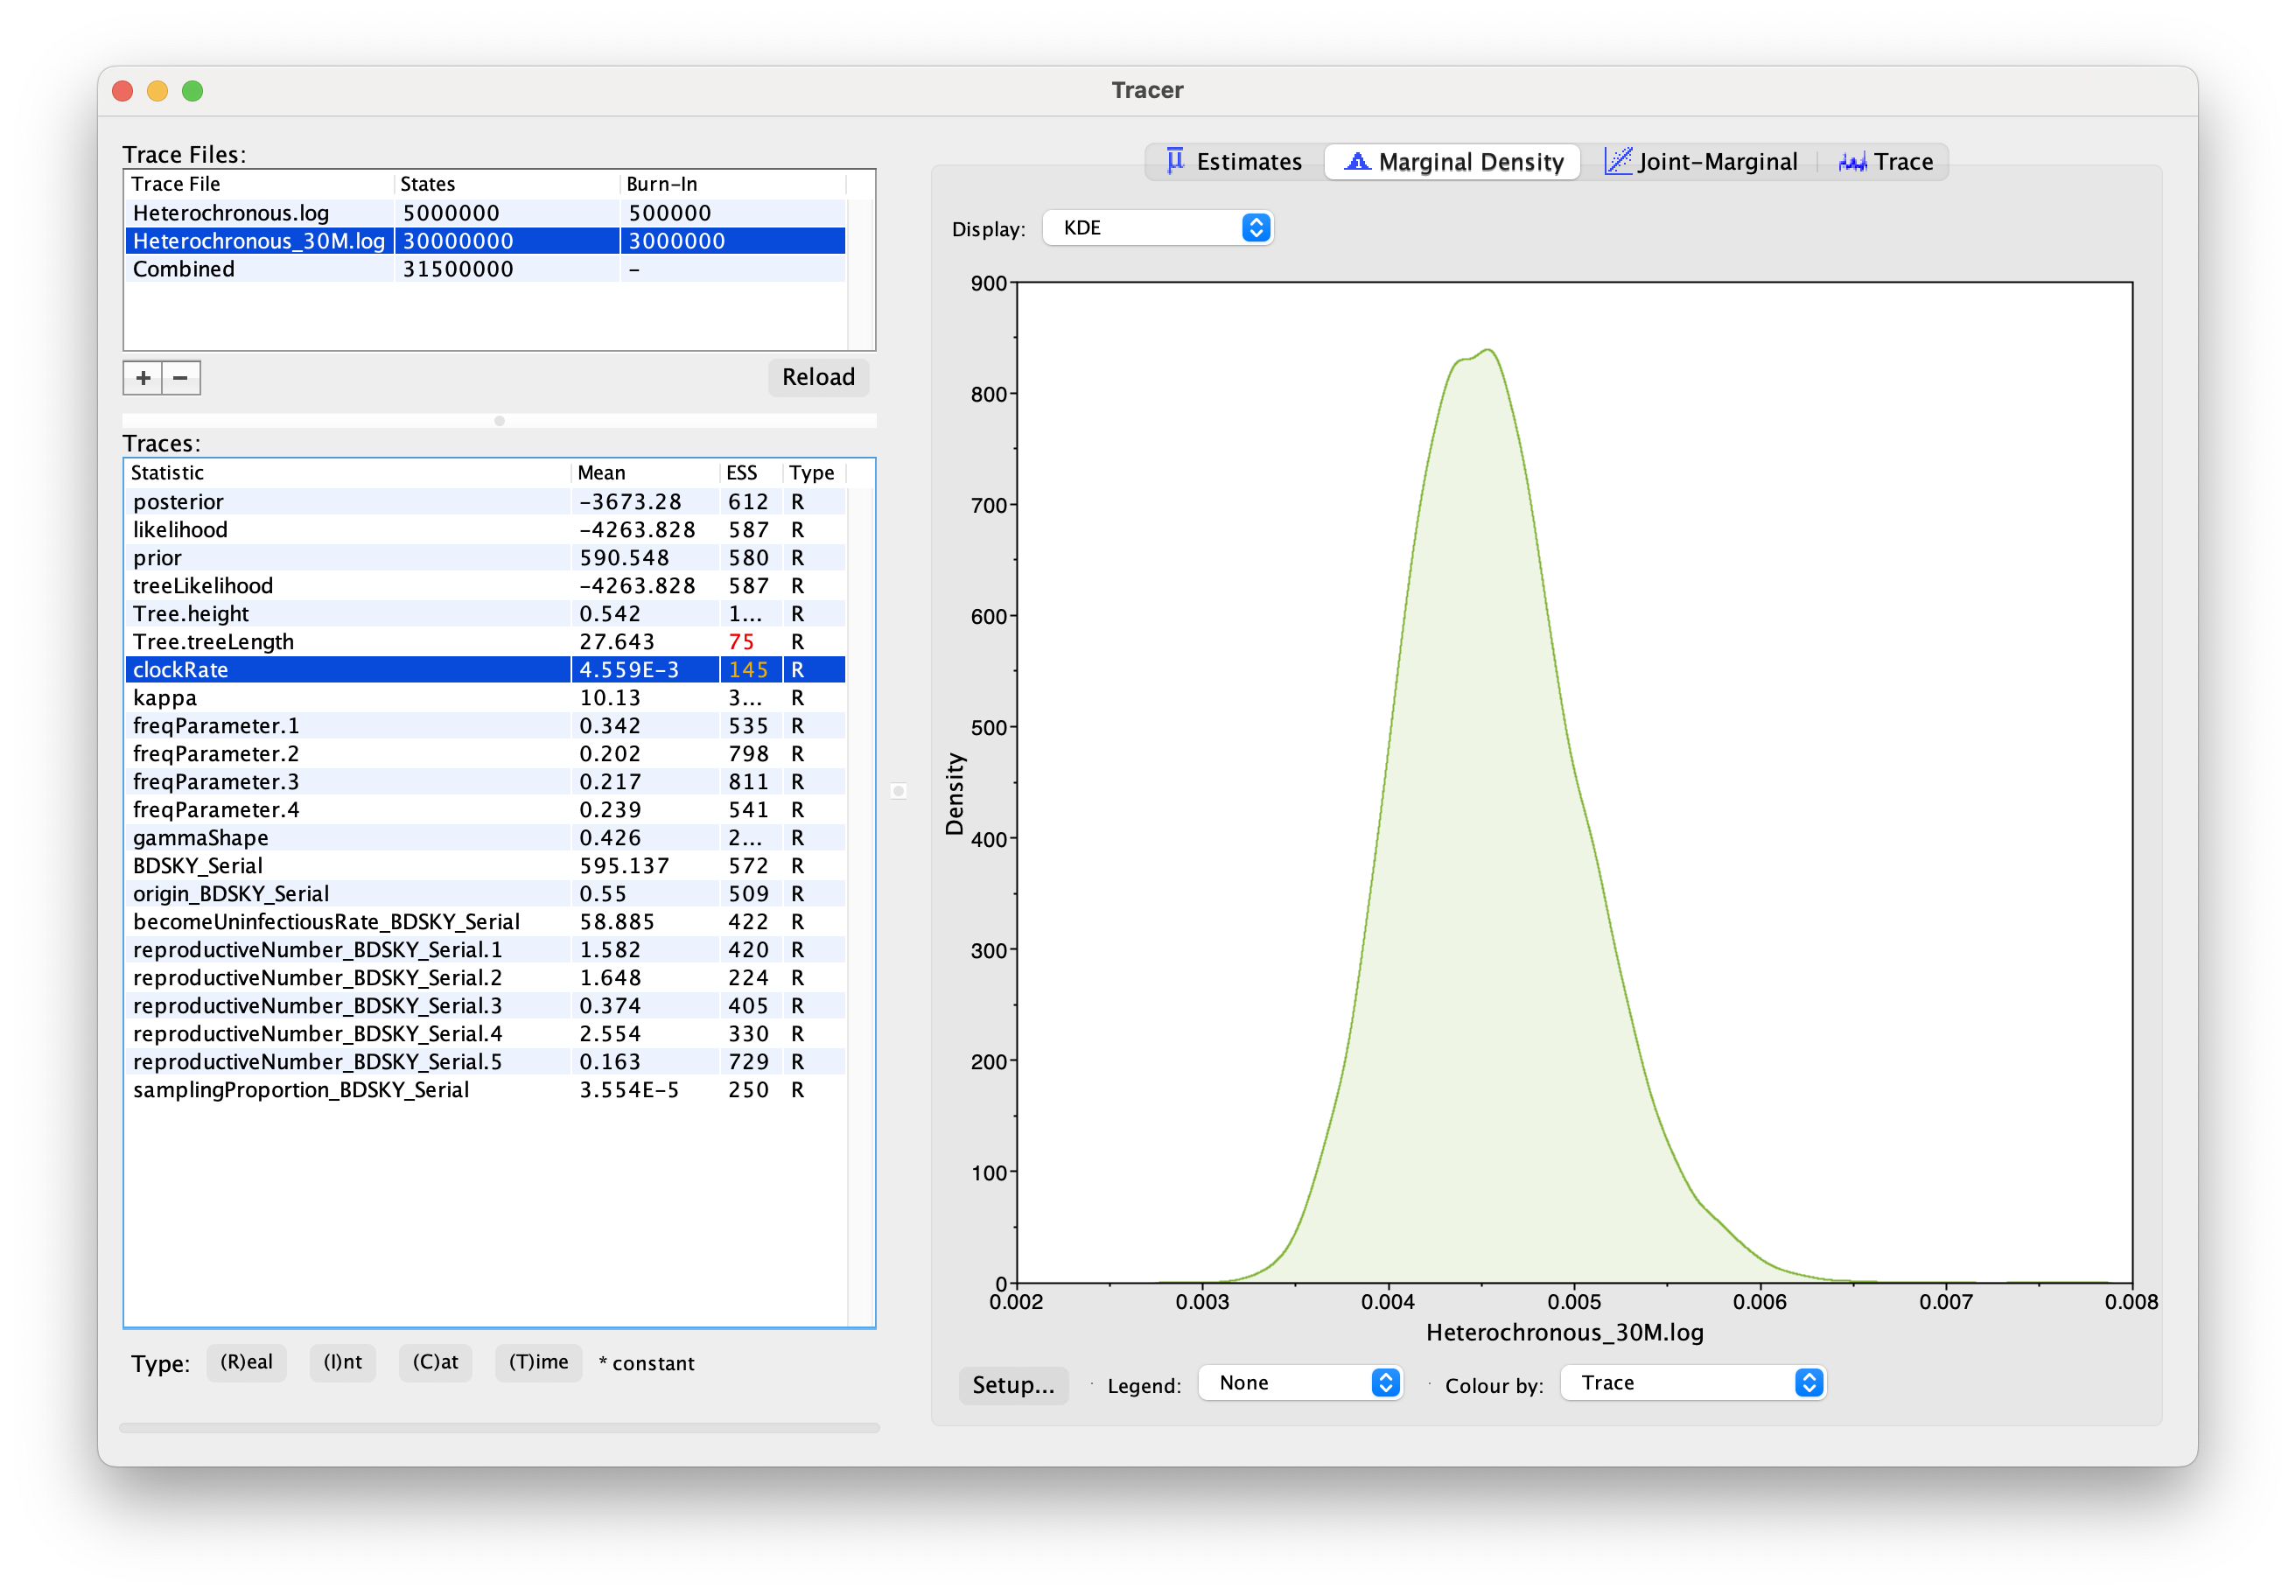 Tracer
Trace Files:
Trace File States Burn-In
Heterochronous.log 5000000 500000
Heterochronous_30M.log 30000000 3000000
Combined 31500000 -
+ − Reload
Traces:
Statistic Mean ESS Type
posterior -3673.28 612 R
likelihood -4263.828 587 R
prior 590.548 580 R
treeLikelihood -4263.828 587 R
Tree.height 0.542 1... R
Tree.treeLength 27.643 75 R
clockRate 4.559E-3 145 R
kappa 10.13 3... R
freqParameter.1 0.342 535 R
freqParameter.2 0.202 798 R
freqParameter.3 0.217 811 R
freqParameter.4 0.239 541 R
gammaShape 0.426 2... R
BDSKY_Serial 595.137 572 R
origin_BDSKY_Serial 0.55 509 R
becomeUninfectiousRate_BDSKY_Serial 58.885 422 R
reproductiveNumber_BDSKY_Serial.1 1.582 420 R
reproductiveNumber_BDSKY_Serial.2 1.648 224 R
reproductiveNumber_BDSKY_Serial.3 0.374 405 R
reproductiveNumber_BDSKY_Serial.4 2.554 330 R
reproductiveNumber_BDSKY_Serial.5 0.163 729 R
samplingProportion_BDSKY_Serial 3.554E-5 250 R
Type: (R)eal (I)nt (C)at (T)ime * constant
μ Estimates Marginal Density Joint-Marginal Trace
Display: KDE
900
800
700
600
500
400
300
200
100
0
Density
0.002 0.003 0.004 0.005 0.006 0.007 0.008
Heterochronous_30M.log
Setup... Legend: None Colour by: Trace